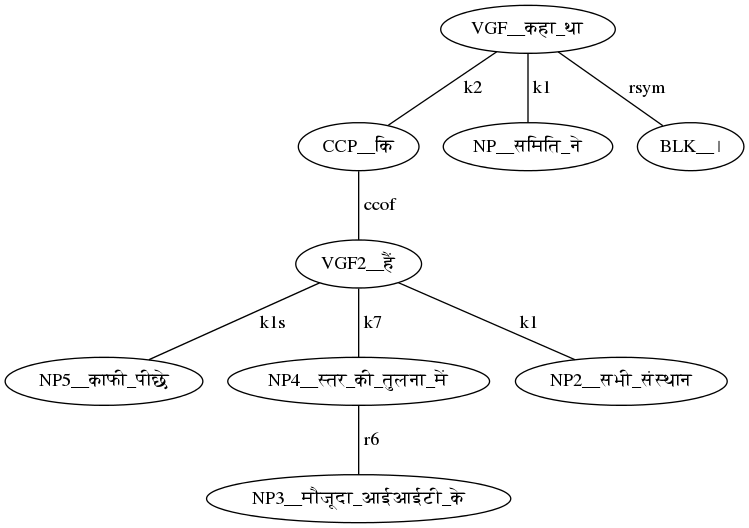 VGF__कहा_था
k2 k1 rsym
CCP__कि NP__समिति_ने BLK__।
ccof
VGF2__हैं
k1s k7 k1
NP5__काफी_पीछे NP4__स्तर_की_तुलना_में NP2__सभी_संस्थान
r6
NP3__मौजूदा_आईआईटी_के